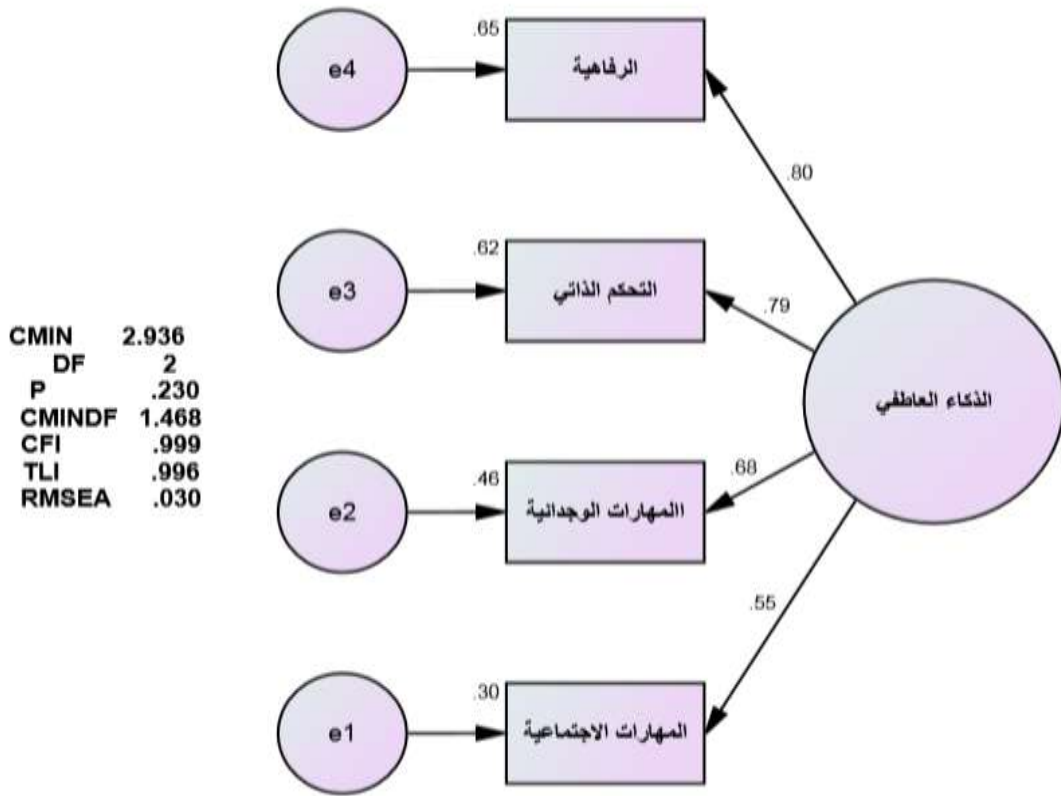 .65
e4
الرفاهية
.80
.62
e3
التحكم الذاتي
.79
CMIN 2.936
DF 2
P .230
CMINDF 1.468
CFI .999
TLI .996
RMSEA .030
الذكاء العاطفي
.46
e2
االمهارات الوجدانية
.68
.55
.30
e1
المهارات الاجتماعية